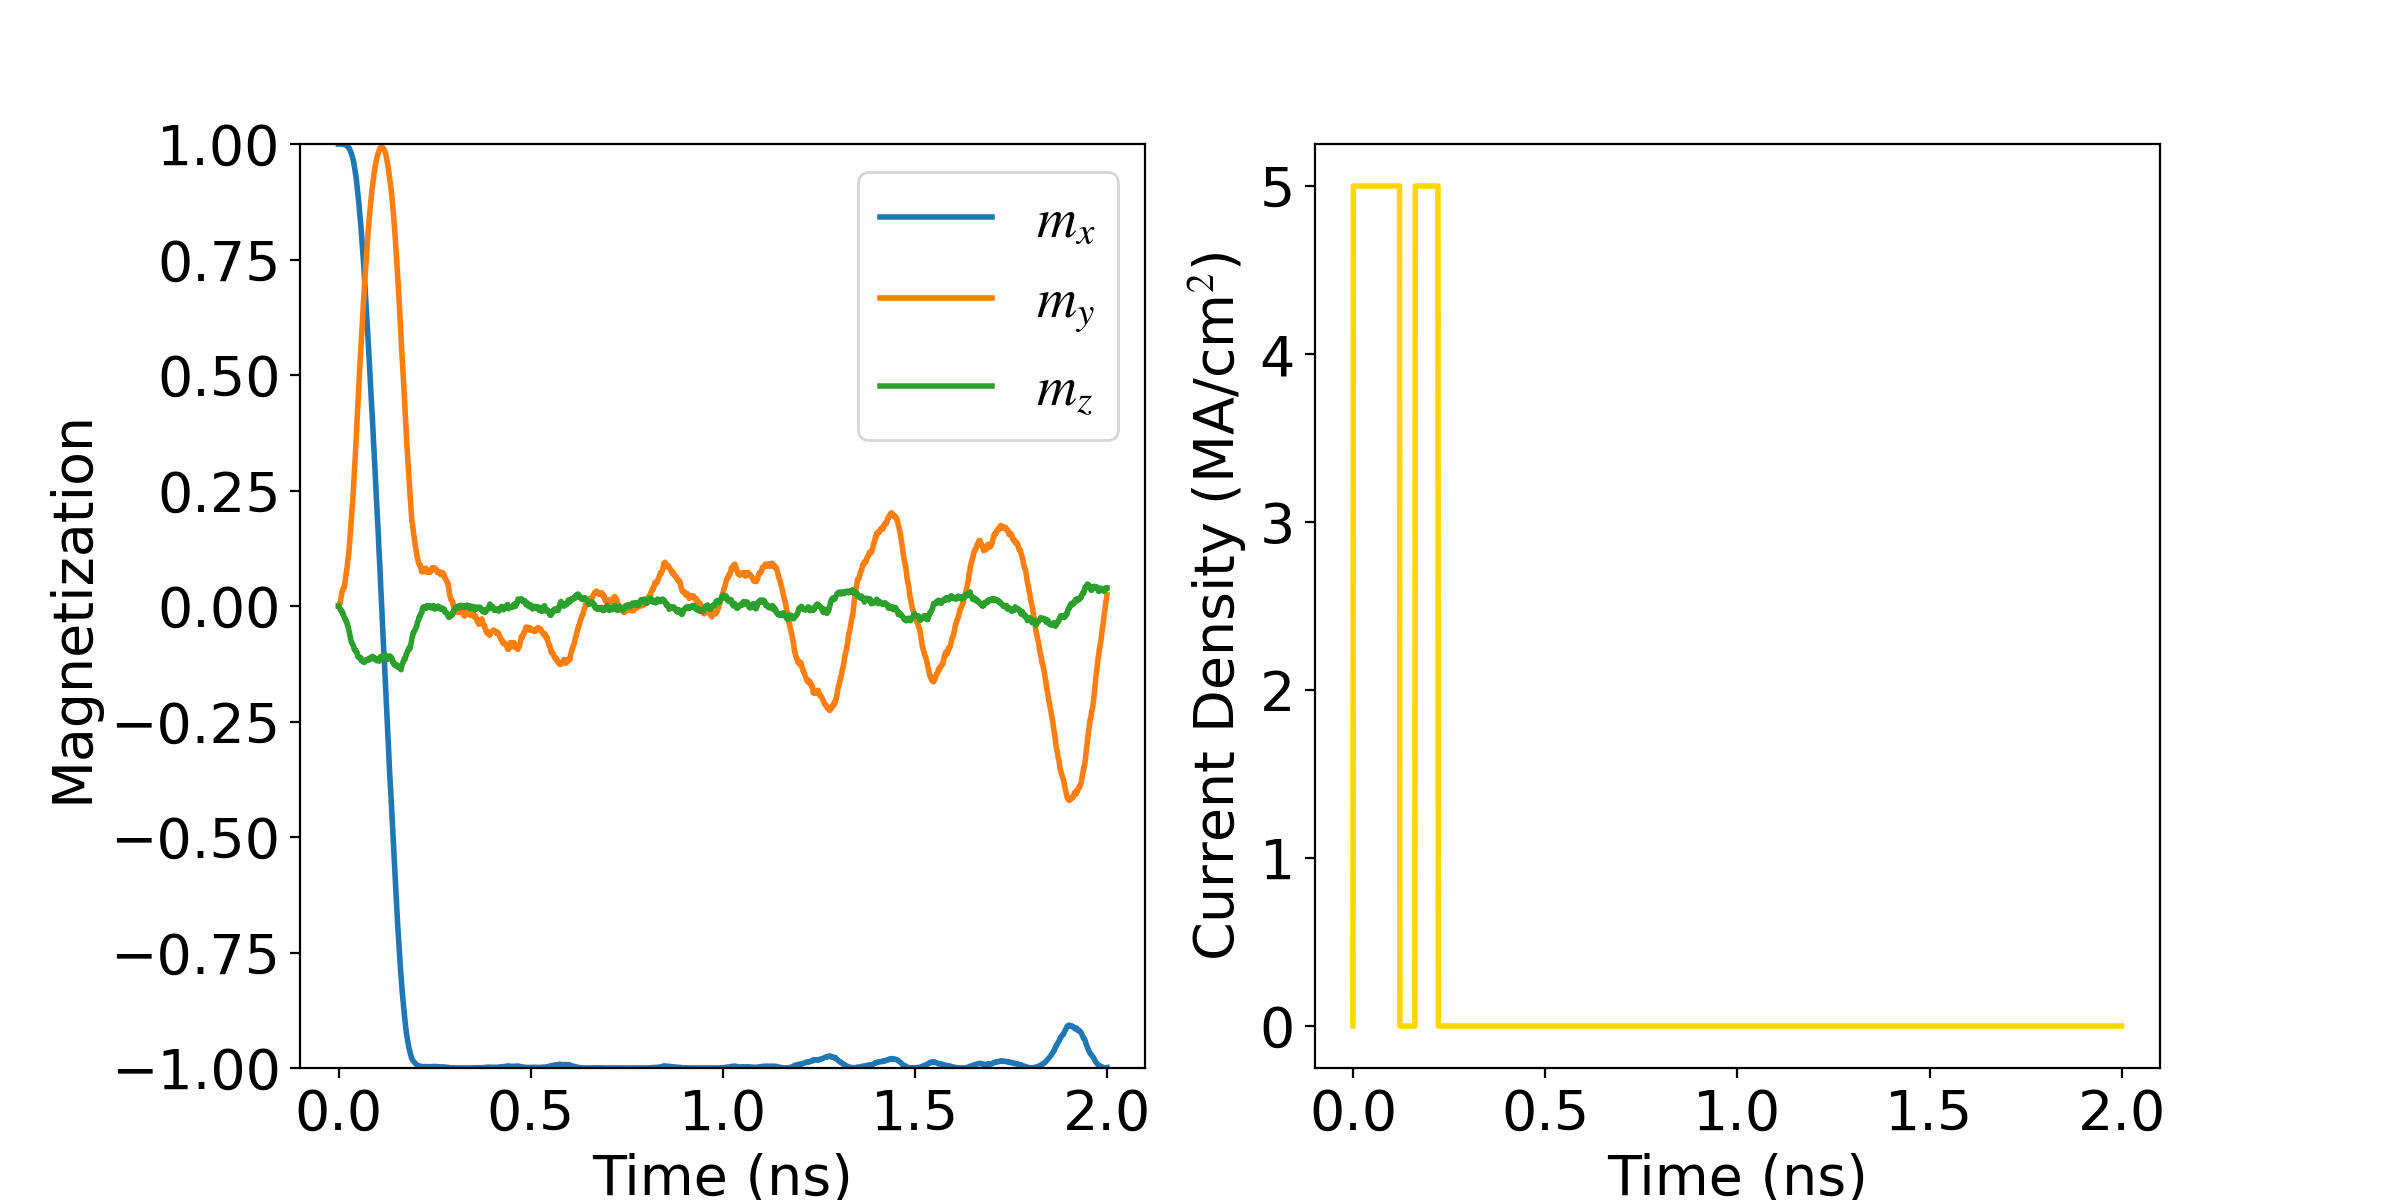 1.00
0.75
0.50
0.25
0.00
−0.25
−0.50
−0.75
−1.00
Magnetization
0.0 0.5 1.0 1.5 2.0
Time (ns)
m_x
m_y
m_z
5
4
3
2
1
0
Current Density (MA/cm²)
0.0 0.5 1.0 1.5 2.0
Time (ns)